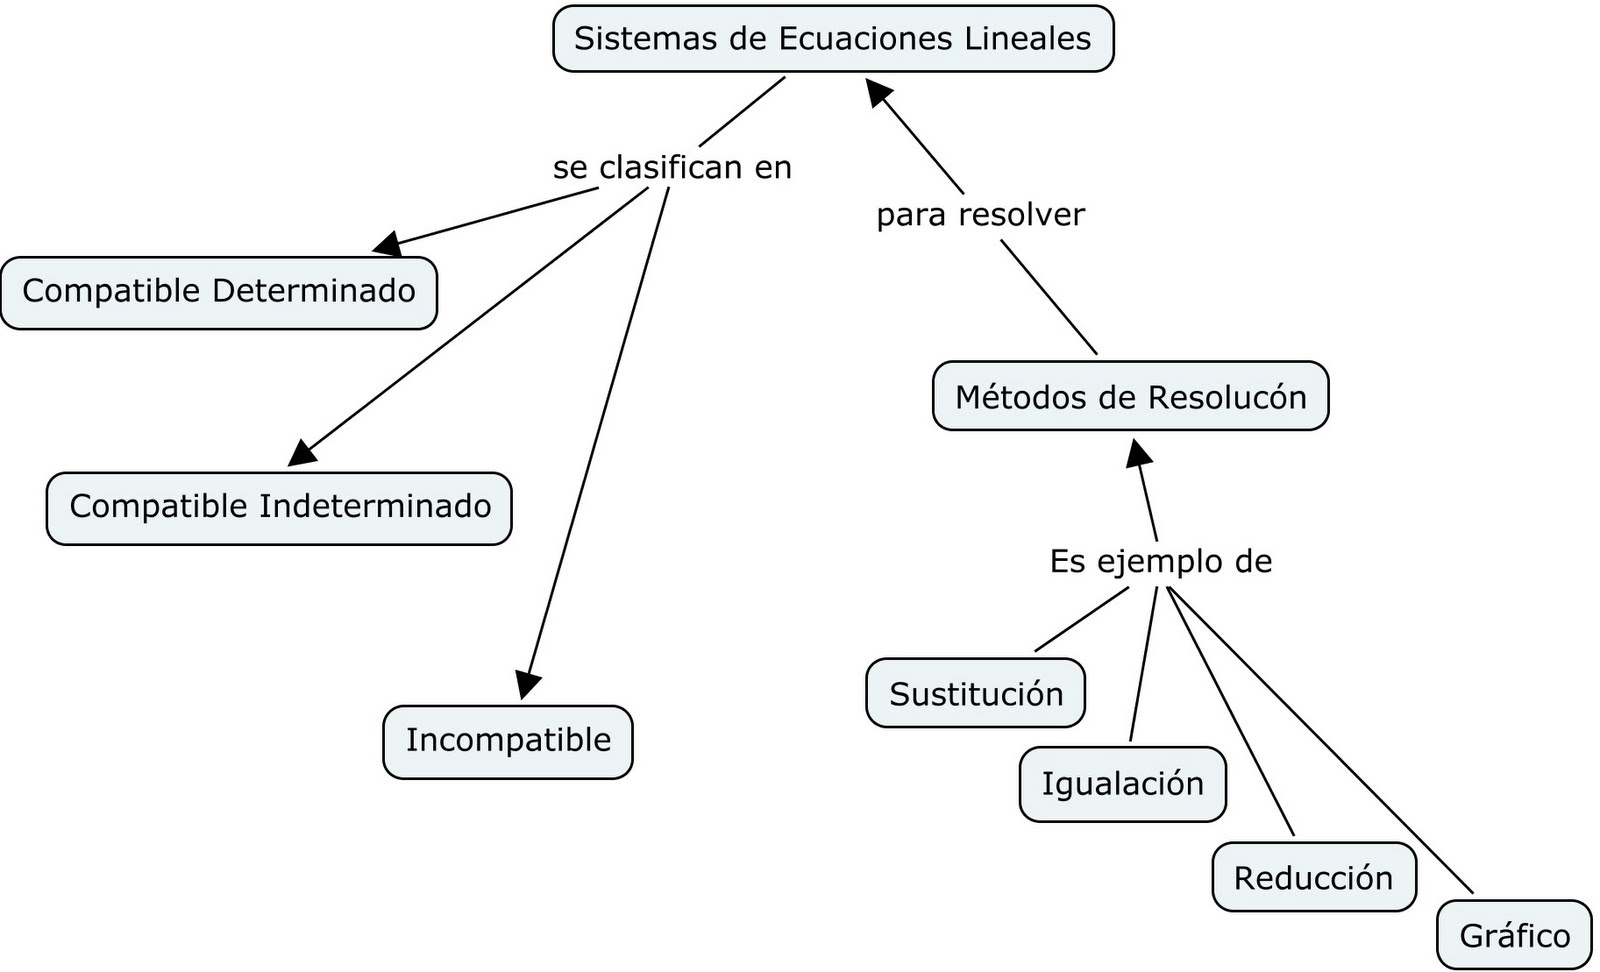 Sistemas de Ecuaciones Lineales
se clasifican en
para resolver
Compatible Determinado
Métodos de Resolucón
Compatible Indeterminado
Es ejemplo de
Sustitución
Incompatible
Igualación
Reducción
Gráfico